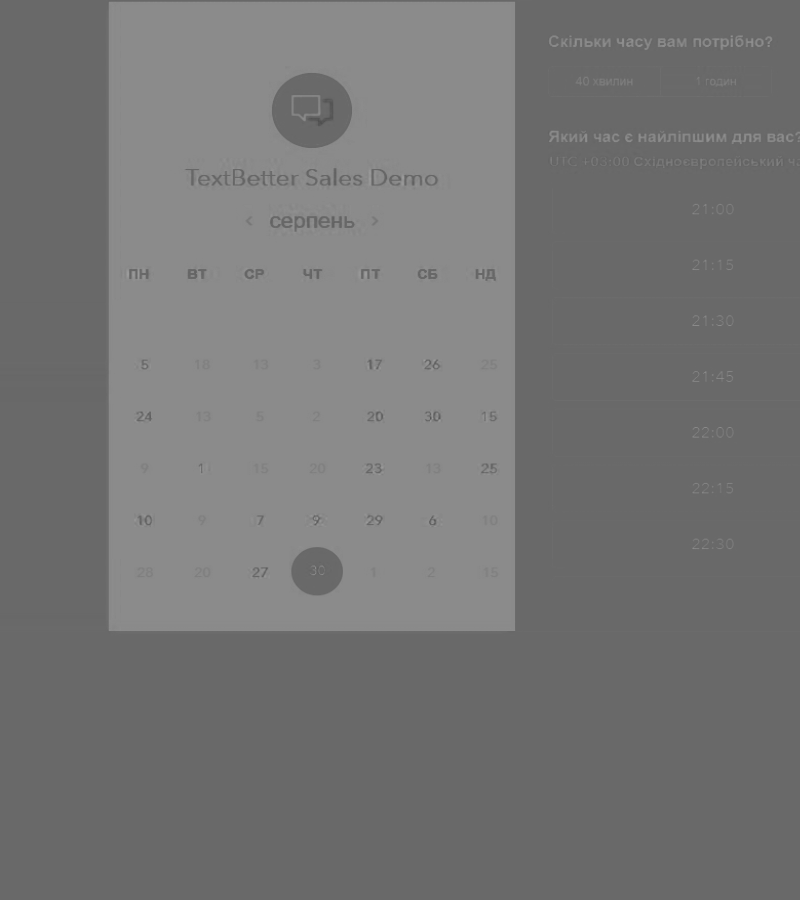 TextBetter Sales Demo
серпень
ПН ВТ СР ЧТ ПТ СБ НД
5 16 13 3 17 26 25
24 13 5 2 20 30 15
9 1 15 20 23 13 25
10 9 7 9 29 6 10
28 20 27 30 1 2 15
Скільки часу вам потрібно?
40 хвилин 1 годин
Який час є найліпшим для вас?
UTC +03:00 Східноєвропейський
21:00
21:15
21:30
21:45
22:00
22:15
22:30